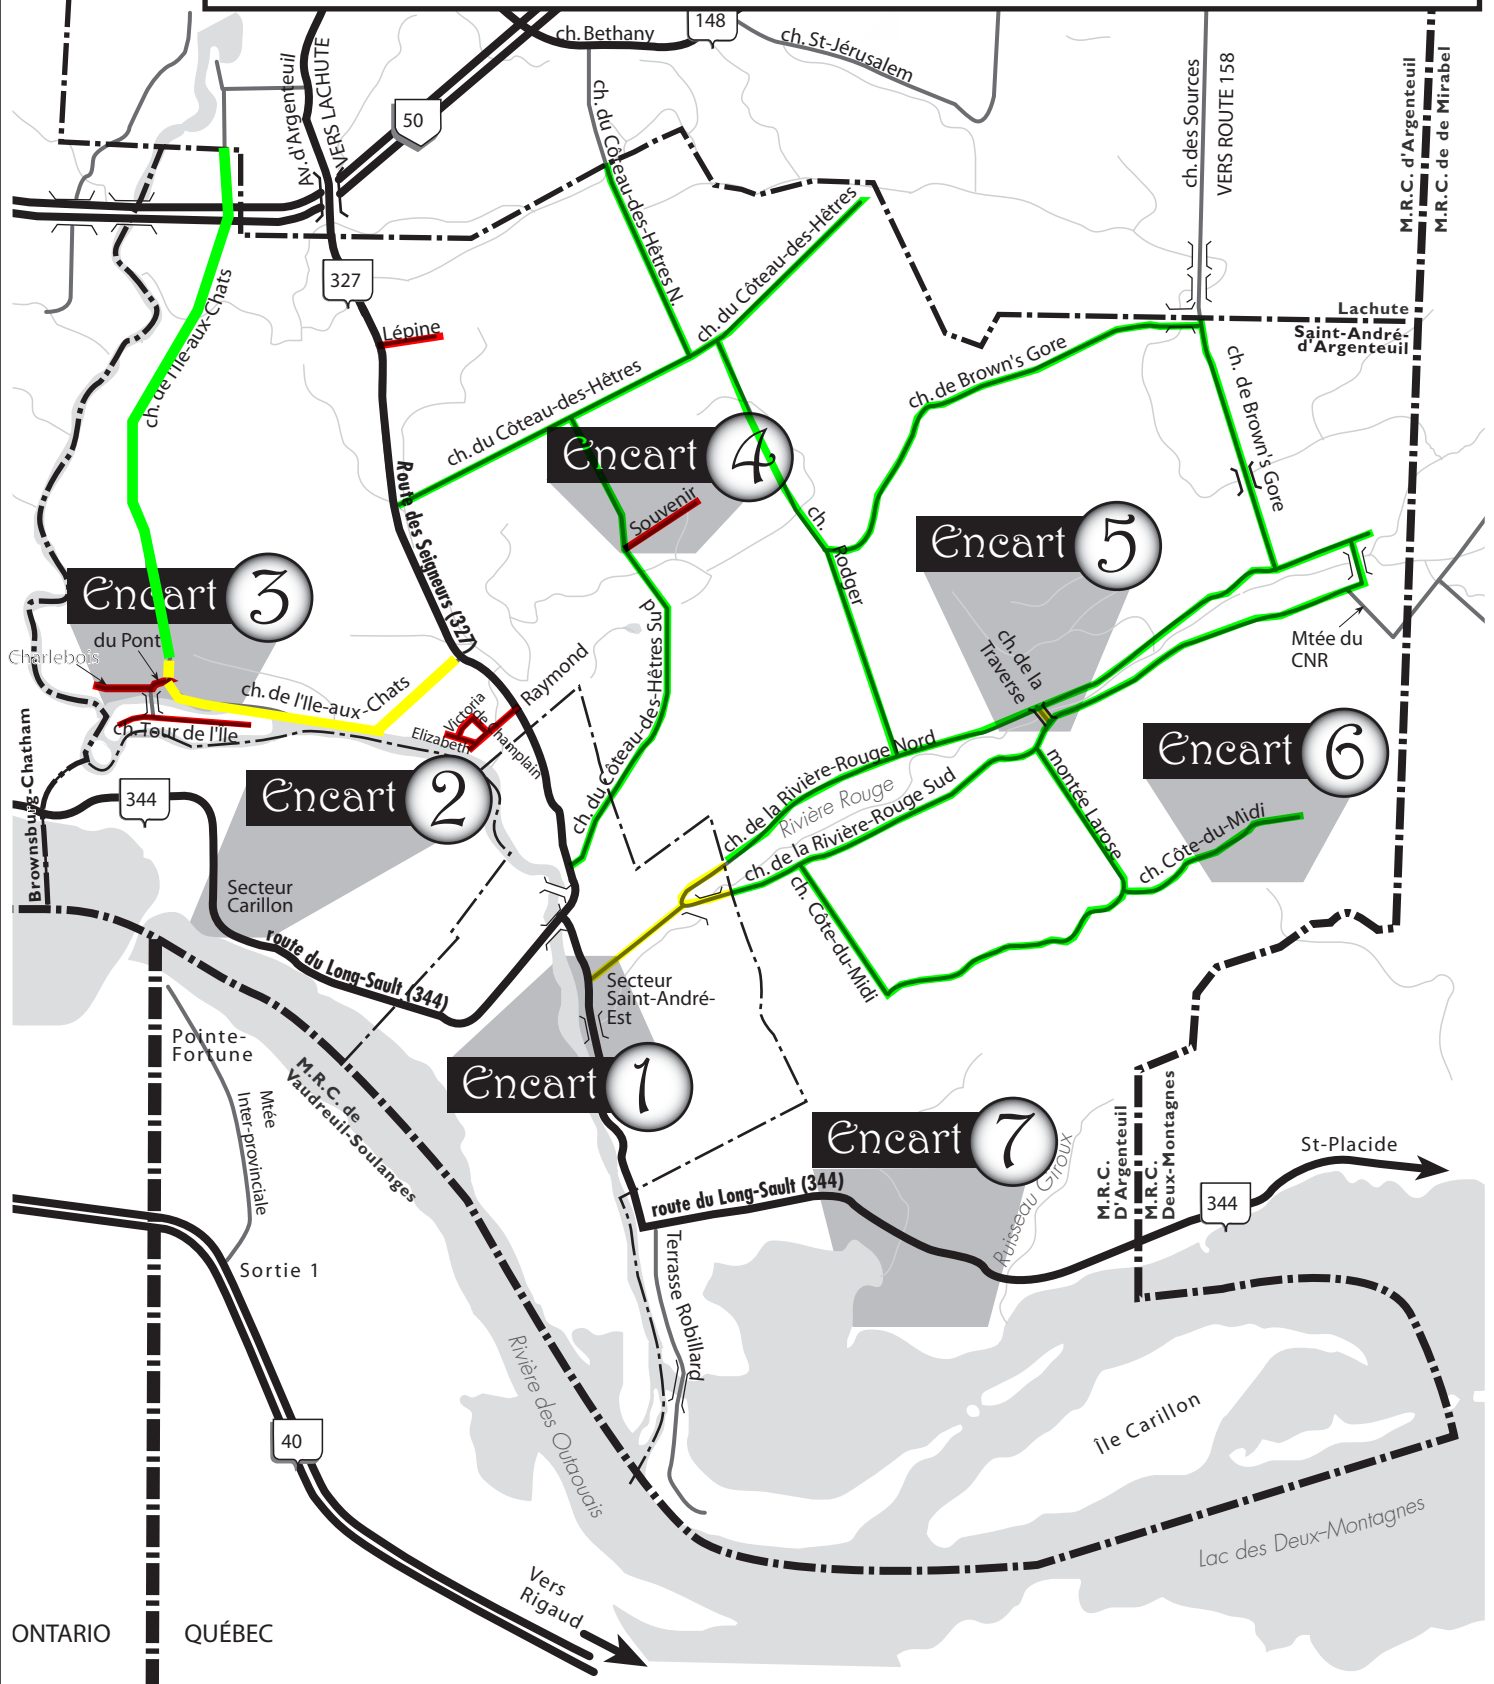 148
ch. Bethany
ch. St-Jérusalem
Av. d'Argenteuil
VERS LACHUTE
50
ch. du Côteau-des-Hêtres N.
ch. des Sources
VERS ROUTE 158
M.R.C. d'Argenteuil
M.R.C. de de Mirabel
327
ch. de l'Ile-aux-Chats
Lépine
ch. du Côteau-des-Hêtres
ch. du Côteau-des-Hêtres
Lachute
Saint-André-
d'Argenteuil
ch. de Brown's Gore
ch. de Brown's Gore
Route des Seigneurs (327)
Encart 4
Souvenir
ch. Rodger
Encart 5
ch. de la
Traverse
Mtée du
CNR
Encart 3
du Pont
Charlebois
ch. de l'Ile-aux-Chats
ch. Tour de l'Ile
Raymond
Victoria
de Champlain
Elizabeth
ch. du Côteau-des-Hêtres Sud
Brownsburg-Chatham
344
Encart 2
ch. de la Rivière-Rouge Nord
Rivière Rouge
ch. de la Rivière-Rouge Sud
montée Larose
Encart 6
ch. Côte-du-Midi
ch. Côte-du-Midi
Secteur
Carillon
route du Long-Sault (344)
Secteur
Saint-André-
Est
Pointe-
Fortune
M.R.C. de
Vaudreuil-Soulanges
Mtée
Inter-provinciale
Encart 1
Encart 7
Ruisseau Giroux
M.R.C.
D'Argenteuil
M.R.C.
Deux-Montagnes
St-Placide
344
route du Long-Sault (344)
Terrasse Robillard
Sortie 1
Rivière des Outaouais
40
Île Carillon
Lac des Deux-Montagnes
Vers
Rigaud
ONTARIO
QUÉBEC